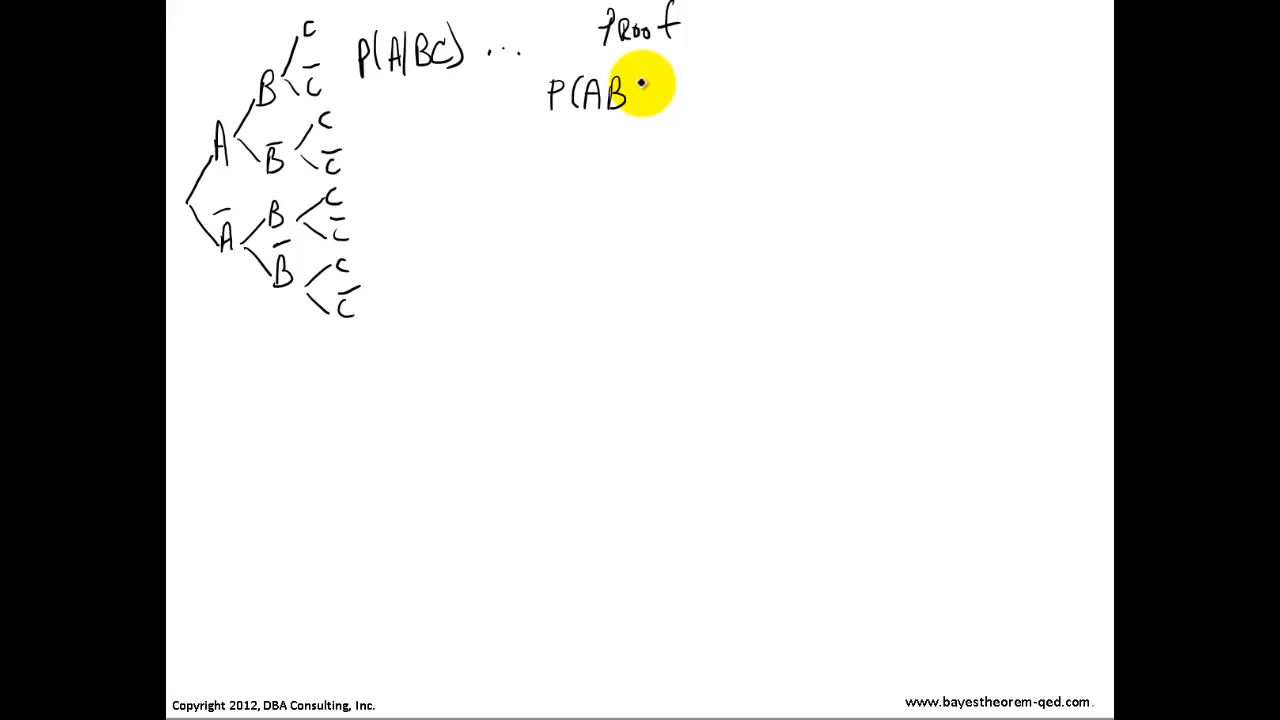 C
P(A|BC) ...
Proof
B
C̅
P(AB
A
C
B̅
C̅
A̅
B
C
C̅
B̅
C
C̅
Copyright 2012, DBA Consulting, Inc.
www.bayestheorem-qed.com.